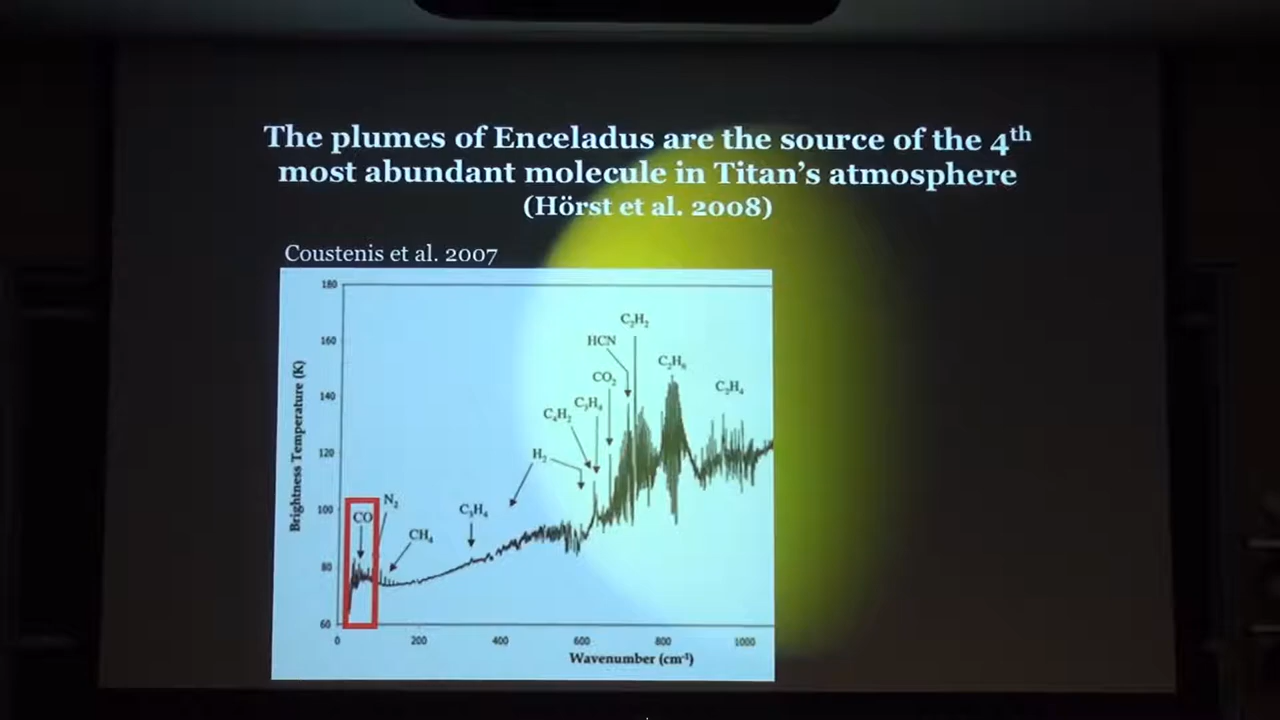 The plumes of Enceladus are the source of the 4th
most abundant molecule in Titan's atmosphere
(Hörst et al. 2008)
Coustenis et al. 2007
180
160
140
120
100
80
60
Brightness Temperature (K)
C₂H₂
HCN
C₂H₆
CO₂
C₂H₄
C₃H₄
C₄H₂
H₂
N₂
CO
C₃H₄
CH₄
0 200 400 600 800 1000
Wavenumber (cm⁻¹)